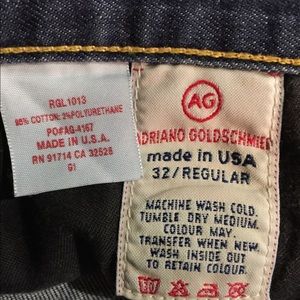 RGL1013
98% COTTON: 2%POLYURETHANE
PO#AG-4167
MADE IN U.S.A.
RN 91714 CA 32526
G1
AG
ADRIANO GOLDSCHMIE
made in USA
32/REGULAR
MACHINE WASH COLD.
TUMBLE DRY MEDIUM.
COLOUR MAY.
TRANSFER WHEN NEW.
WASH INSIDE OUT
TO RETAIN COLOUR.